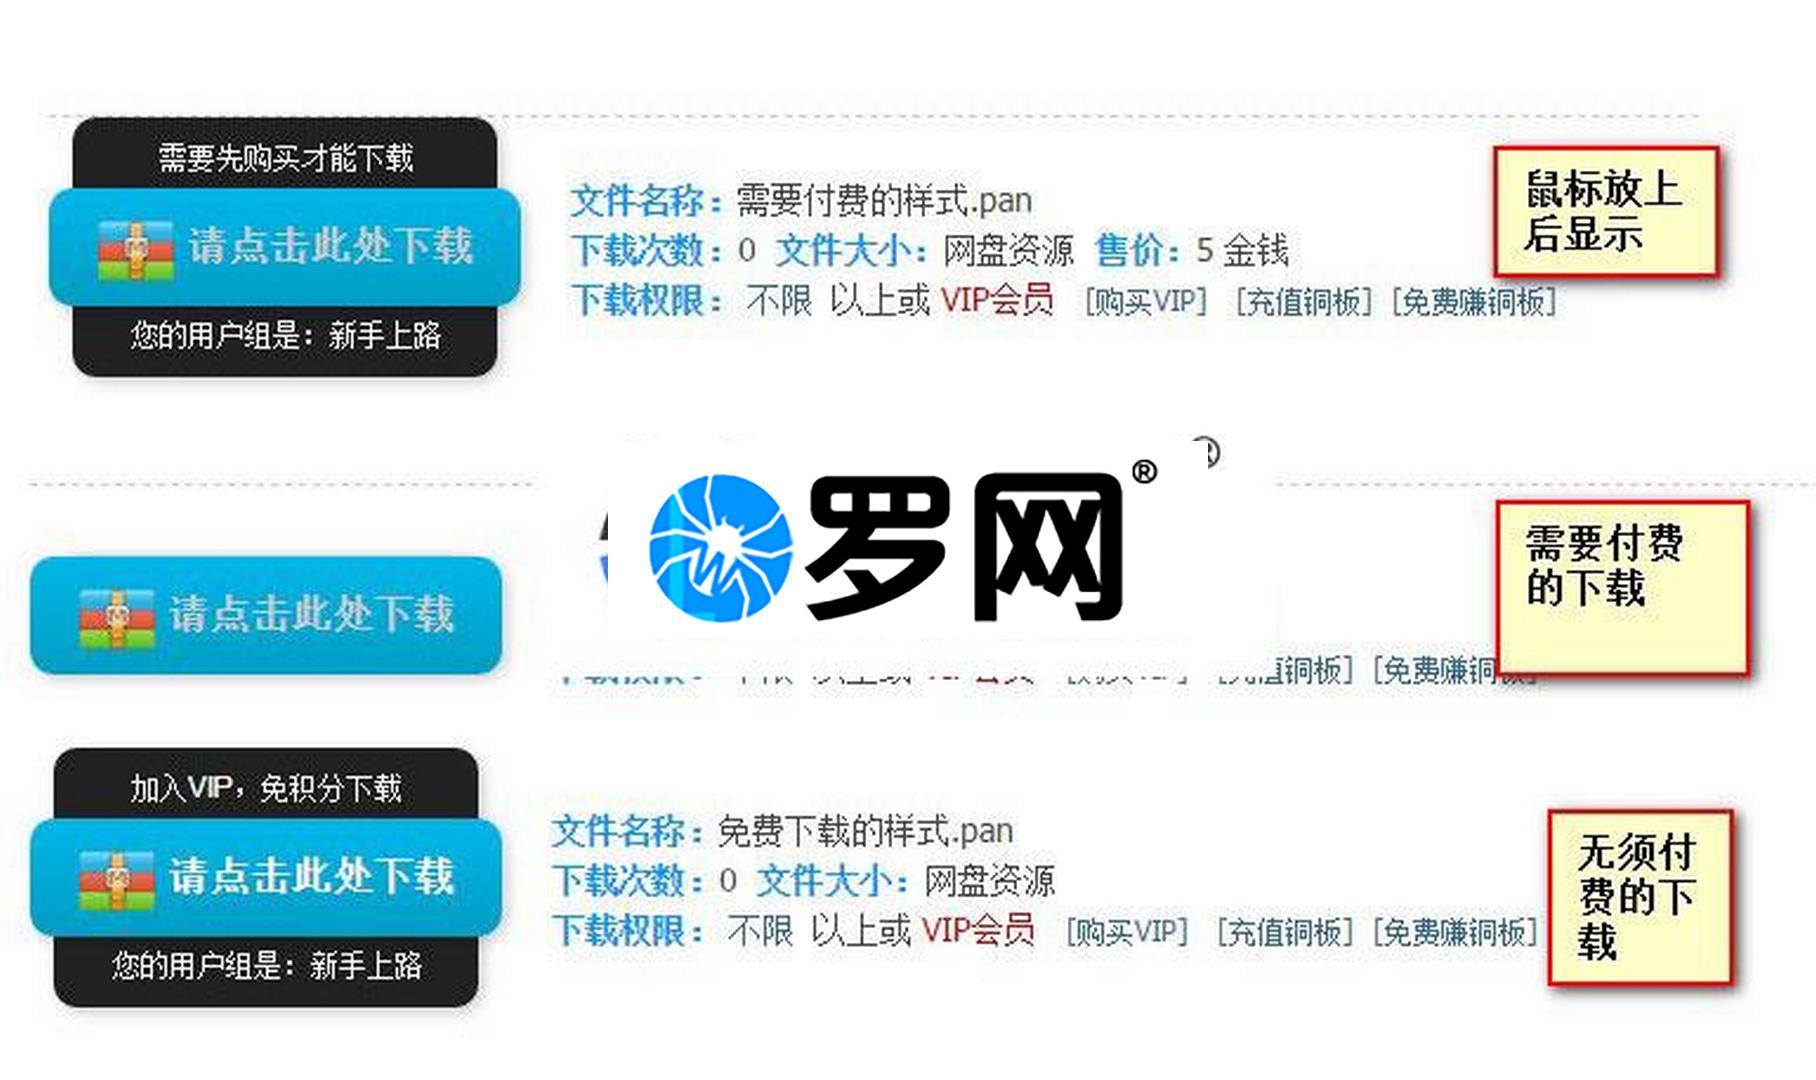 需要先购买才能下载
请点击此处下载
您的用户组是：新手上路
文件名称：需要付费的样式.pan
下载次数：0 文件大小：网盘资源 售价：5 金钱
下载权限： 不限 以上或 VIP会员 [购买VIP] [充值铜板] [免费赚铜板]
鼠标放上
后显示
罗网®
®
请点击此处下载
值铜板] [免费赚铜
需要付费
的下载
加入VIP，免积分下载
请点击此处下载
您的用户组是：新手上路
文件名称：免费下载的样式.pan
下载次数：0 文件大小：网盘资源
下载权限： 不限 以上或 VIP会员 [购买VIP] [充值铜板] [免费赚铜板]
无须付
费的下
载